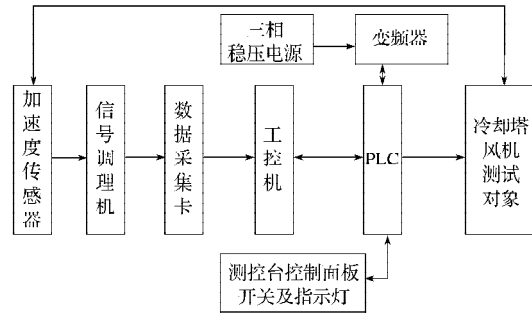 三相
稳压电源
变频器
加速度传感器
信号调理机
数据采集卡
工控机
PLC
冷却塔
风机
测试
对象
测控台控制面板
开关及指示灯